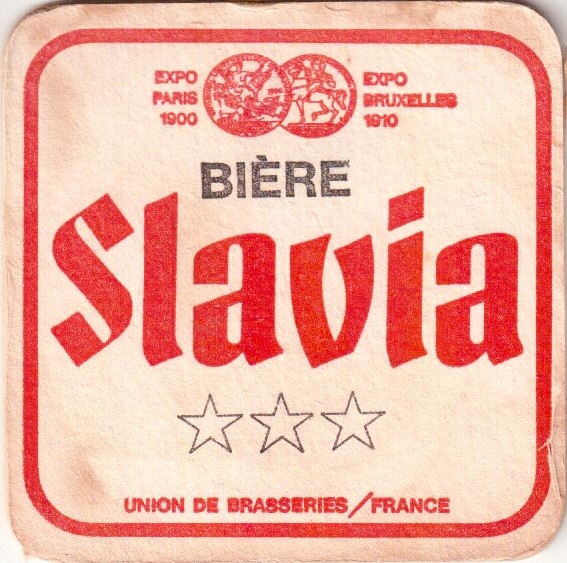 EXPO
PARIS
1900
EXPO
BRUXELLES
1910
BIÈRE
Slavia
UNION DE BRASSERIES/FRANCE